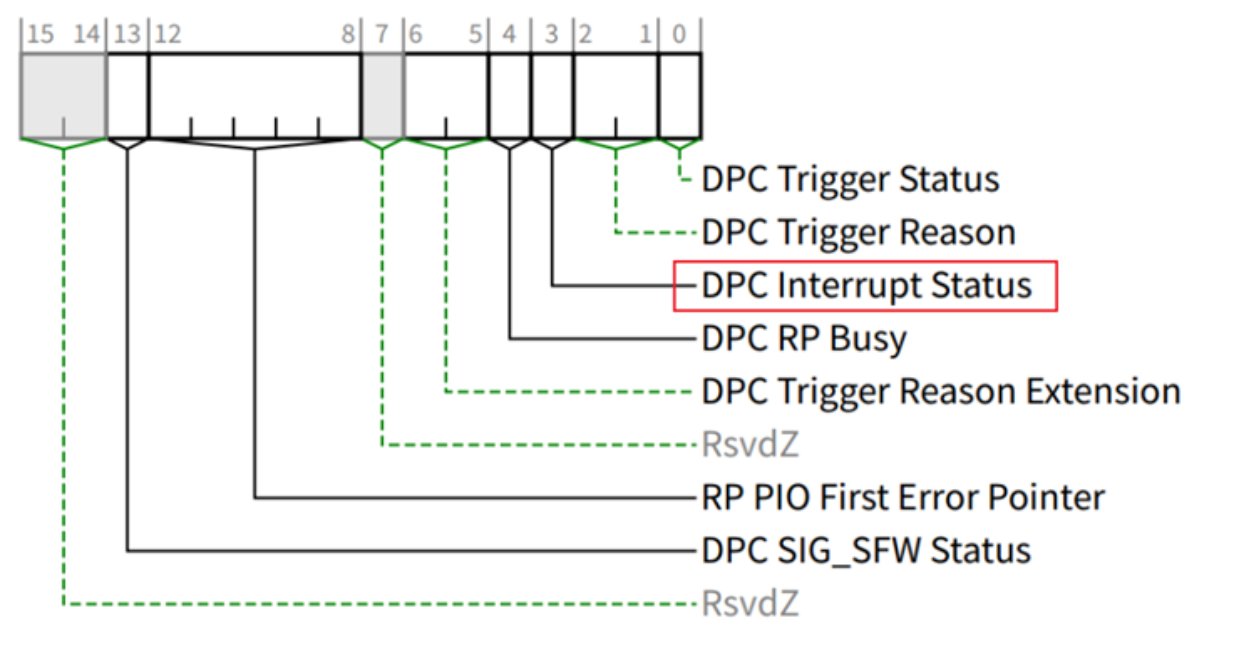 15 14 13 12 8 7 6 5 4 3 2 1 0
DPC Trigger Status
DPC Trigger Reason
DPC Interrupt Status
DPC RP Busy
DPC Trigger Reason Extension
RsvdZ
RP PIO First Error Pointer
DPC SIG_SFW Status
RsvdZ